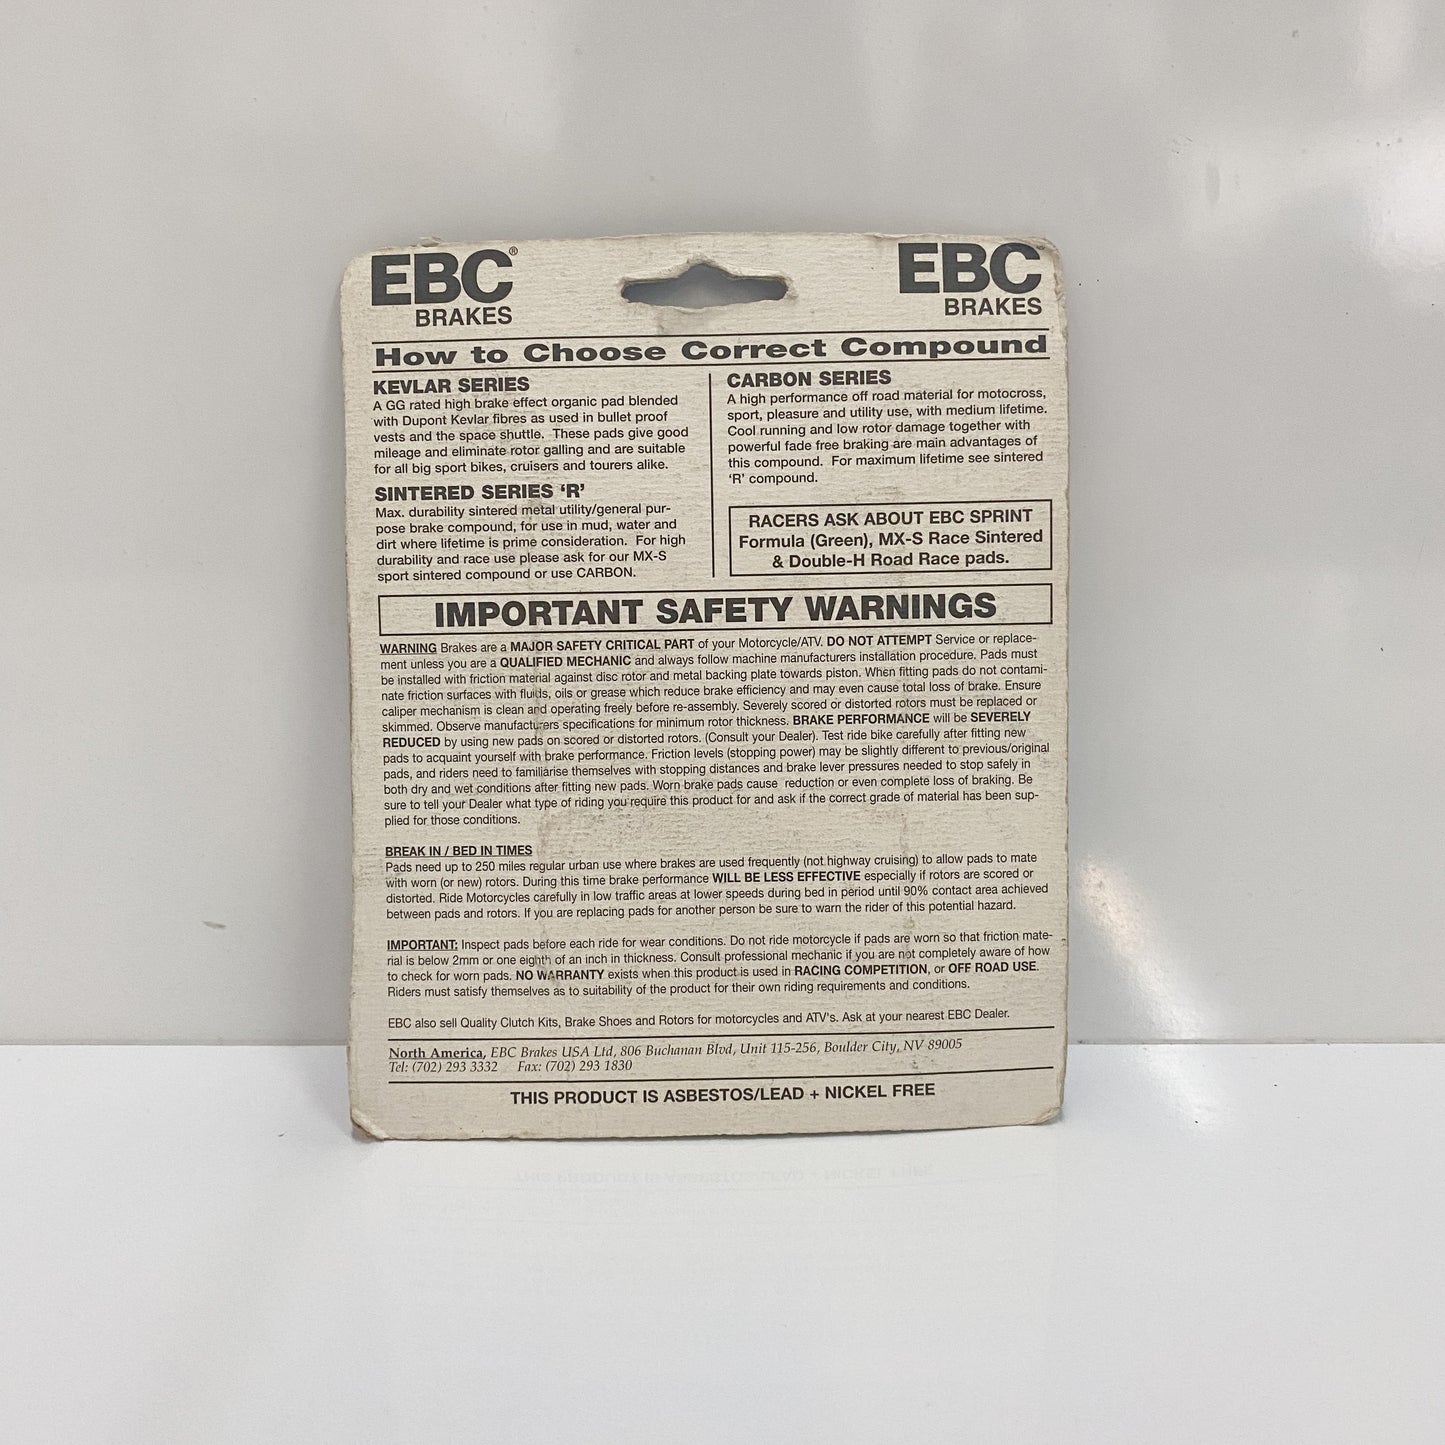 EBC®
BRAKES
EBC
BRAKES
How to Choose Correct Compound
KEVLAR SERIES
A GG rated high brake effect organic pad blended
with Dupont Kevlar fibres as used in bullet proof
vests and the space shuttle. These pads give good
mileage and eliminate rotor galling and are suitable
for all big sport bikes, cruisers and tourers alike.
SINTERED SERIES ‘R’
Max. durability sintered metal utility/general pur-
pose brake compound, for use in mud, water and
dirt where lifetime is prime consideration. For high
durability and race use please ask for our MX-S
sport sintered compound or use CARBON.
CARBON SERIES
A high performance off road material for motocross,
sport, pleasure and utility use, with medium lifetime.
Cool running and low rotor damage together with
powerful fade free braking are main advantages of
this compound. For maximum lifetime see sintered
‘R’ compound.
RACERS ASK ABOUT EBC SPRINT
Formula (Green), MX-S Race Sintered
& Double-H Road Race pads.
IMPORTANT SAFETY WARNINGS
WARNING Brakes are a MAJOR SAFETY CRITICAL PART of your Motorcycle/ATV. DO NOT ATTEMPT Service or replace-
ment unless you are a QUALIFIED MECHANIC and always follow machine manufacturers installation procedure. Pads must
be installed with friction material against disc rotor and metal backing plate towards piston. When fitting pads do not contami-
nate friction surfaces with fluids, oils or grease which reduce brake efficiency and may even cause total loss of brake. Ensure
caliper mechanism is clean and operating freely before re-assembly. Severely scored or distorted rotors must be replaced or
skimmed. Observe manufacturers specifications for minimum rotor thickness. BRAKE PERFORMANCE will be SEVERELY
REDUCED by using new pads on scored or distorted rotors. (Consult your Dealer). Test ride bike carefully after fitting new
pads to acquaint yourself with brake performance. Friction levels (stopping power) may be slightly different to previous/original
pads, and riders need to familiarise themselves with stopping distances and brake lever pressures needed to stop safely in
both dry and wet conditions after fitting new pads. Worn brake pads cause reduction or even complete loss of braking. Be
sure to tell your Dealer what type of riding you require this product for and ask if the correct grade of material has been sup-
plied for those conditions.
BREAK IN / BED IN TIMES
Pads need up to 250 miles regular urban use where brakes are used frequently (not highway cruising) to allow pads to mate
with worn (or new) rotors. During this time brake performance WILL BE LESS EFFECTIVE especially if rotors are scored or
distorted. Ride Motorcycles carefully in low traffic areas at lower speeds during bed in period until 90% contact area achieved
between pads and rotors. If you are replacing pads for another person be sure to warn the rider of this potential hazard.
IMPORTANT: Inspect pads before each ride for wear conditions. Do not ride motorcycle if pads are worn so that friction mate-
rial is below 2mm or one eighth of an inch in thickness. Consult professional mechanic if you are not completely aware of how
to check for worn pads. NO WARRANTY exists when this product is used in RACING COMPETITION, or OFF ROAD USE.
Riders must satisfy themselves as to suitability of the product for their own riding requirements and conditions.
EBC also sell Quality Clutch Kits, Brake Shoes and Rotors for motorcycles and ATV's. Ask at your nearest EBC Dealer.
North America, EBC Brakes USA Ltd, 806 Buchanan Blvd, Unit 115-256, Boulder City, NV 89005
Tel: (702) 293 3332 Fax: (702) 293 1830
THIS PRODUCT IS ASBESTOS/LEAD + NICKEL FREE